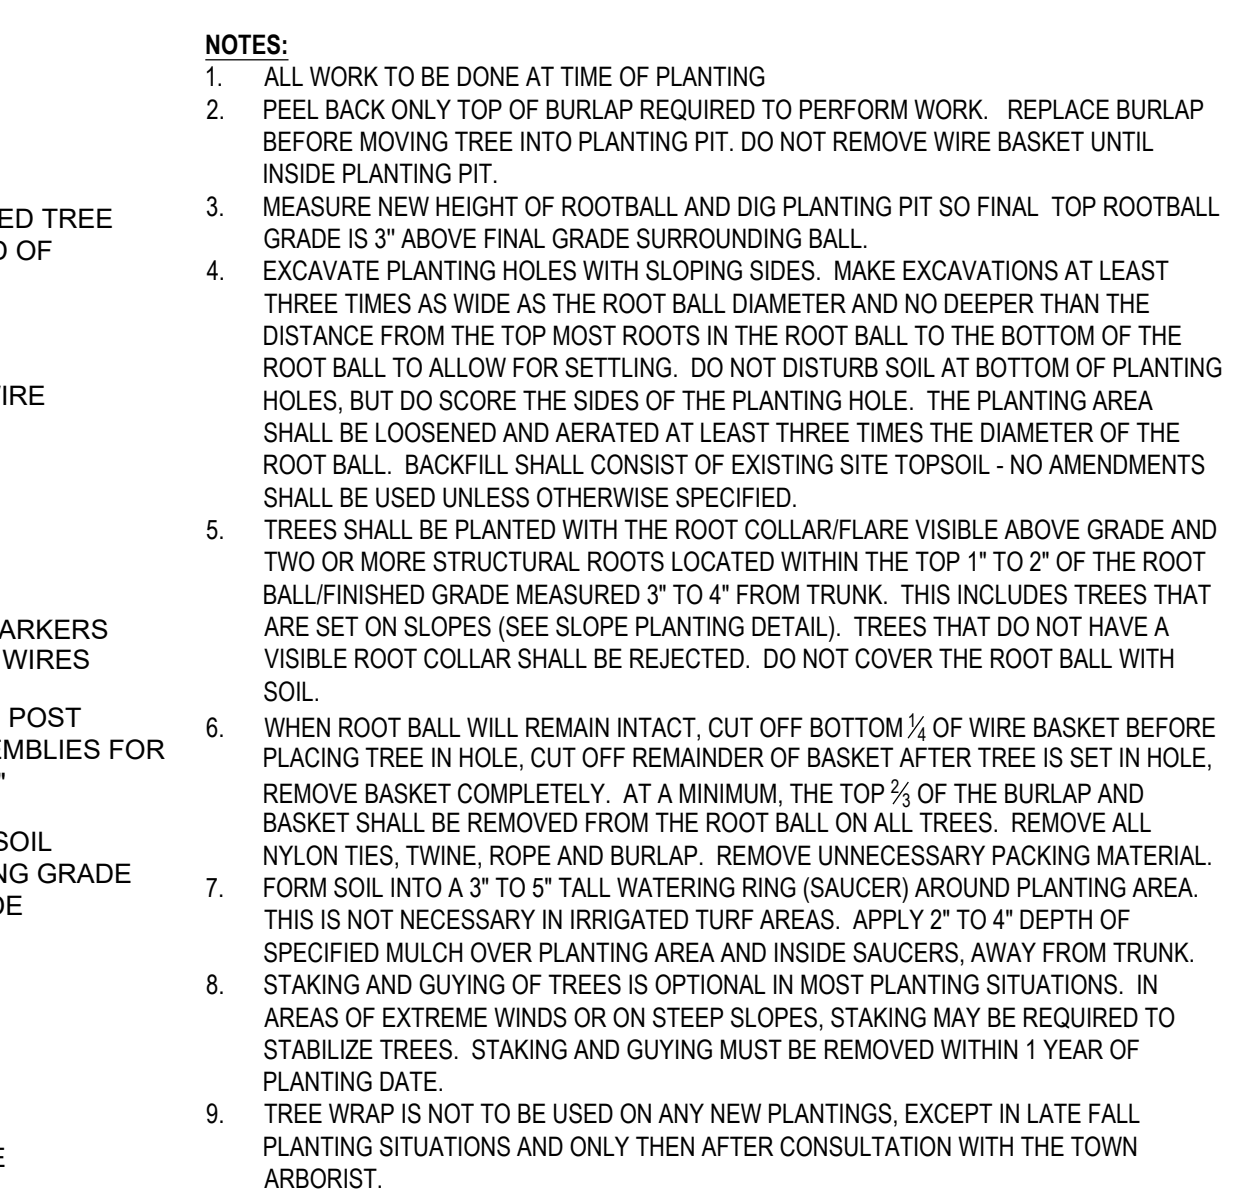 NOTES:
1. ALL WORK TO BE DONE AT TIME OF PLANTING
2. PEEL BACK ONLY TOP OF BURLAP REQUIRED TO PERFORM WORK. REPLACE BURLAP
BEFORE MOVING TREE INTO PLANTING PIT. DO NOT REMOVE WIRE BASKET UNTIL
INSIDE PLANTING PIT.
3. MEASURE NEW HEIGHT OF ROOTBALL AND DIG PLANTING PIT SO FINAL TOP ROOTBALL
GRADE IS 3" ABOVE FINAL GRADE SURROUNDING BALL.
4. EXCAVATE PLANTING HOLES WITH SLOPING SIDES. MAKE EXCAVATIONS AT LEAST
THREE TIMES AS WIDE AS THE ROOT BALL DIAMETER AND NO DEEPER THAN THE
DISTANCE FROM THE TOP MOST ROOTS IN THE ROOT BALL TO THE BOTTOM OF THE
ROOT BALL TO ALLOW FOR SETTLING. DO NOT DISTURB SOIL AT BOTTOM OF PLANTING
HOLES, BUT DO SCORE THE SIDES OF THE PLANTING HOLE. THE PLANTING AREA
SHALL BE LOOSENED AND AERATED AT LEAST THREE TIMES THE DIAMETER OF THE
ROOT BALL. BACKFILL SHALL CONSIST OF EXISTING SITE TOPSOIL - NO AMENDMENTS
SHALL BE USED UNLESS OTHERWISE SPECIFIED.
5. TREES SHALL BE PLANTED WITH THE ROOT COLLAR/FLARE VISIBLE ABOVE GRADE AND
TWO OR MORE STRUCTURAL ROOTS LOCATED WITHIN THE TOP 1" TO 2" OF THE ROOT
BALL/FINISHED GRADE MEASURED 3" TO 4" FROM TRUNK. THIS INCLUDES TREES THAT
ARE SET ON SLOPES (SEE SLOPE PLANTING DETAIL). TREES THAT DO NOT HAVE A
VISIBLE ROOT COLLAR SHALL BE REJECTED. DO NOT COVER THE ROOT BALL WITH
SOIL.
6. WHEN ROOT BALL WILL REMAIN INTACT, CUT OFF BOTTOM ¼ OF WIRE BASKET BEFORE
PLACING TREE IN HOLE, CUT OFF REMAINDER OF BASKET AFTER TREE IS SET IN HOLE,
REMOVE BASKET COMPLETELY. AT A MINIMUM, THE TOP ⅔ OF THE BURLAP AND
BASKET SHALL BE REMOVED FROM THE ROOT BALL ON ALL TREES. REMOVE ALL
NYLON TIES, TWINE, ROPE AND BURLAP. REMOVE UNNECESSARY PACKING MATERIAL.
7. FORM SOIL INTO A 3" TO 5" TALL WATERING RING (SAUCER) AROUND PLANTING AREA.
THIS IS NOT NECESSARY IN IRRIGATED TURF AREAS. APPLY 2" TO 4" DEPTH OF
SPECIFIED MULCH OVER PLANTING AREA AND INSIDE SAUCERS, AWAY FROM TRUNK.
8. STAKING AND GUYING OF TREES IS OPTIONAL IN MOST PLANTING SITUATIONS. IN
AREAS OF EXTREME WINDS OR ON STEEP SLOPES, STAKING MAY BE REQUIRED TO
STABILIZE TREES. STAKING AND GUYING MUST BE REMOVED WITHIN 1 YEAR OF
PLANTING DATE.
9. TREE WRAP IS NOT TO BE USED ON ANY NEW PLANTINGS, EXCEPT IN LATE FALL
PLANTING SITUATIONS AND ONLY THEN AFTER CONSULTATION WITH THE TOWN
ARBORIST.
TREE
OF
WIRES
POST
FOR
"
SOIL
GRADE